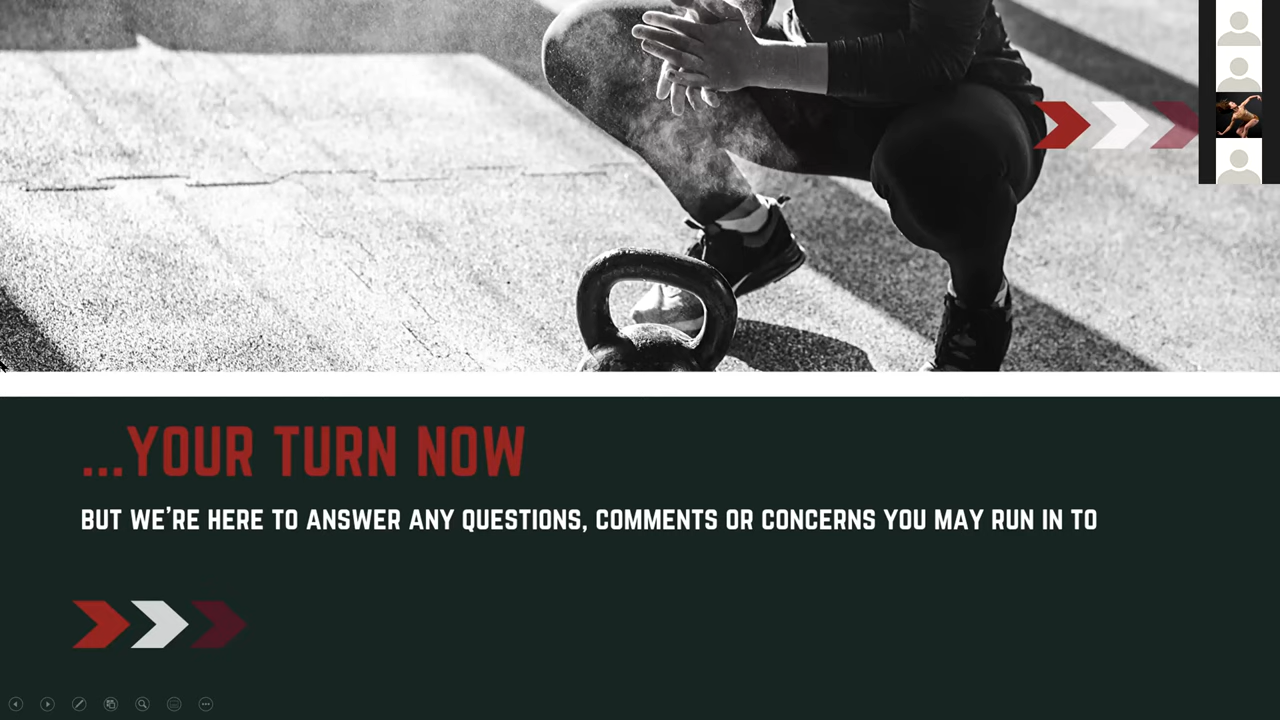 ...YOUR TURN NOW
BUT WE'RE HERE TO ANSWER ANY QUESTIONS, COMMENTS OR CONCERNS YOU MAY RUN IN TO